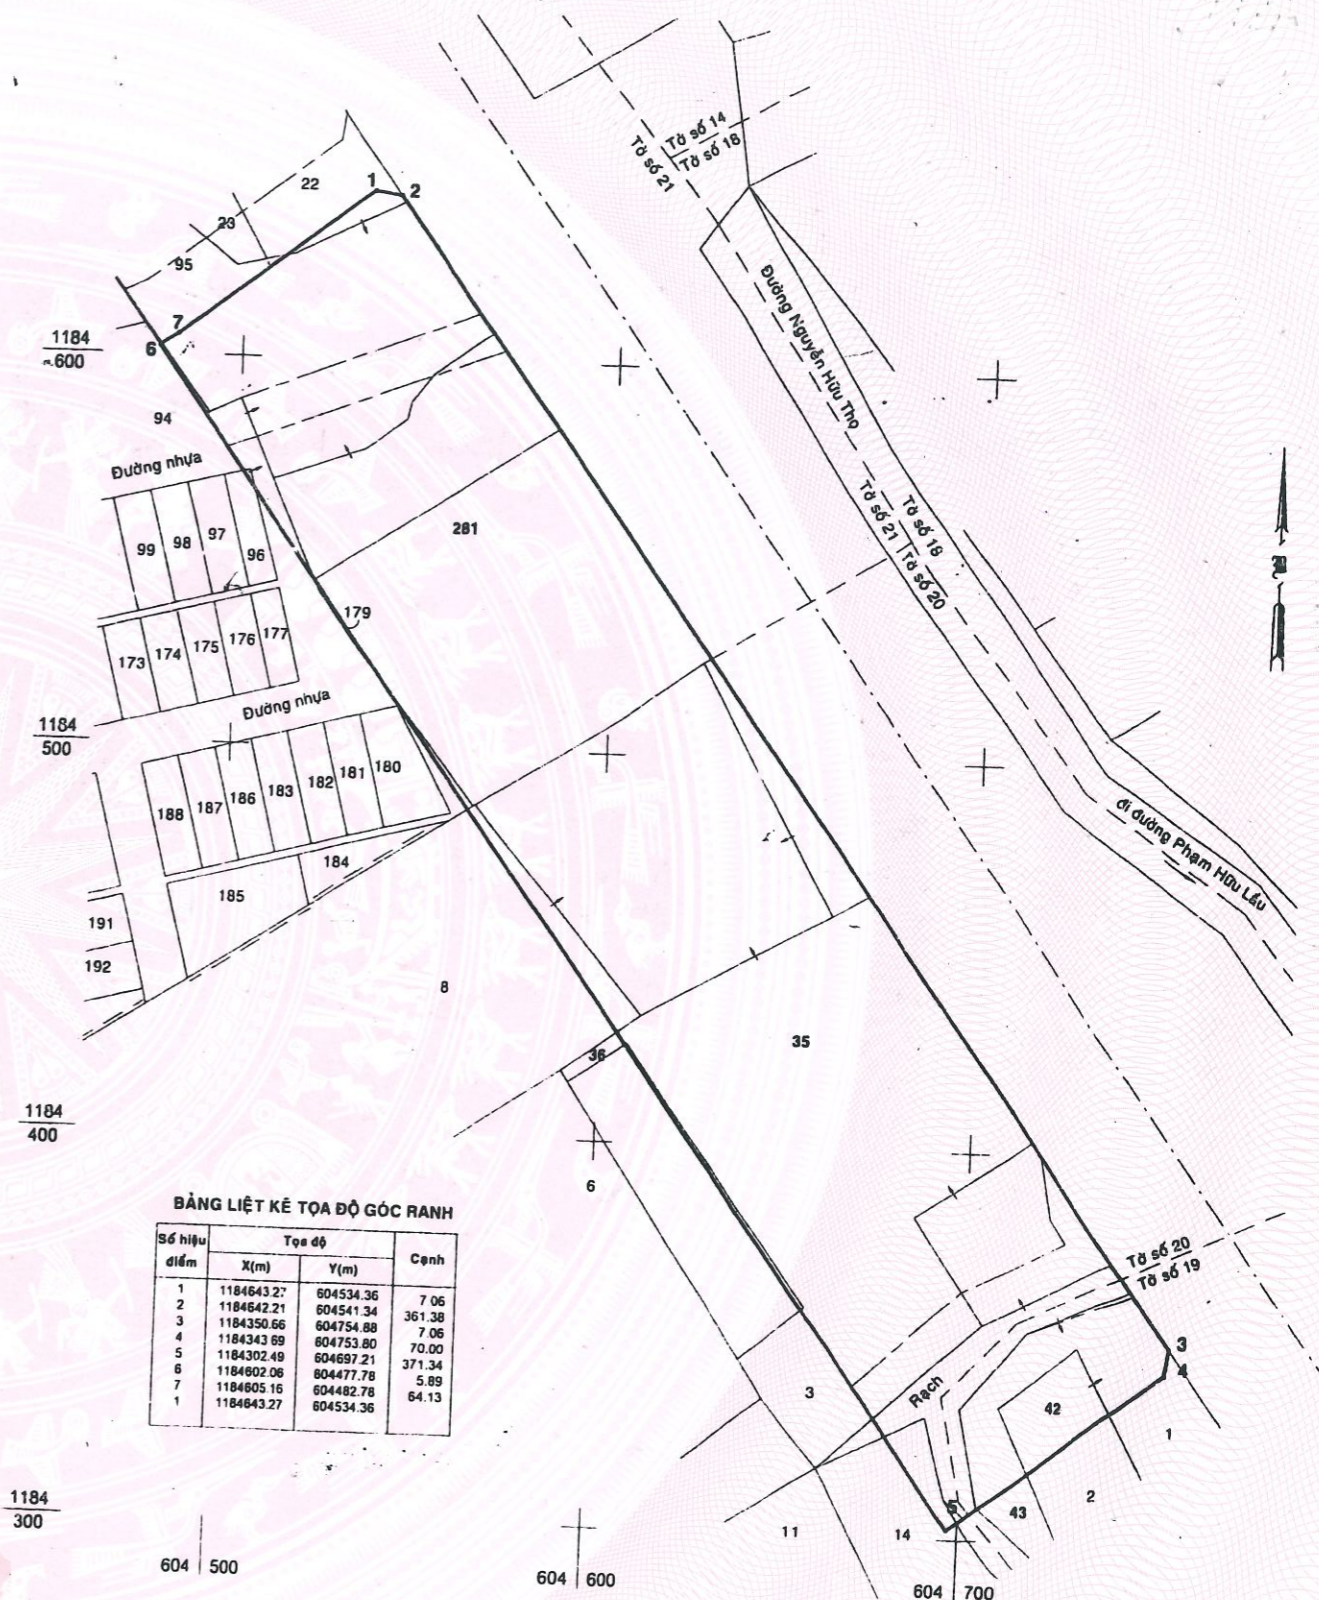 Tờ số 14
Tờ số 18
Tờ số 21
22
1
2
23
95
7
6
1184
600
94
Đường nhựa
Đường Nguyễn Hữu Thọ
99
98
97
96
281
Tờ số 21
Tờ số 18
Tờ số 20
179
173
174
175
176
177
Đường nhựa
1184
500
188
187
186
183
182
181
180
đi đường Phạm Hữu Lầu
184
185
191
192
8
36
35
1184
400
6
BẢNG LIỆT KÊ TỌA ĐỘ GÓC RANH
Số hiệu điểm
Tọa độ
Cạnh
X(m)
Y(m)
1 1184643.27 604534.36
7.06
2 1184642.21 604541.34
361.38
3 1184350.66 604754.88
7.06
4 1184343.69 604753.80
70.00
5 1184302.49 604697.21
371.34
6 1184602.06 604477.78
5.89
7 1184605.16 604482.78
64.13
1 1184643.27 604534.36
Tờ số 20
Tờ số 19
3
4
3
Rạch
42
1
5
43
2
1184
300
11
14
604 500
604 600
604 700